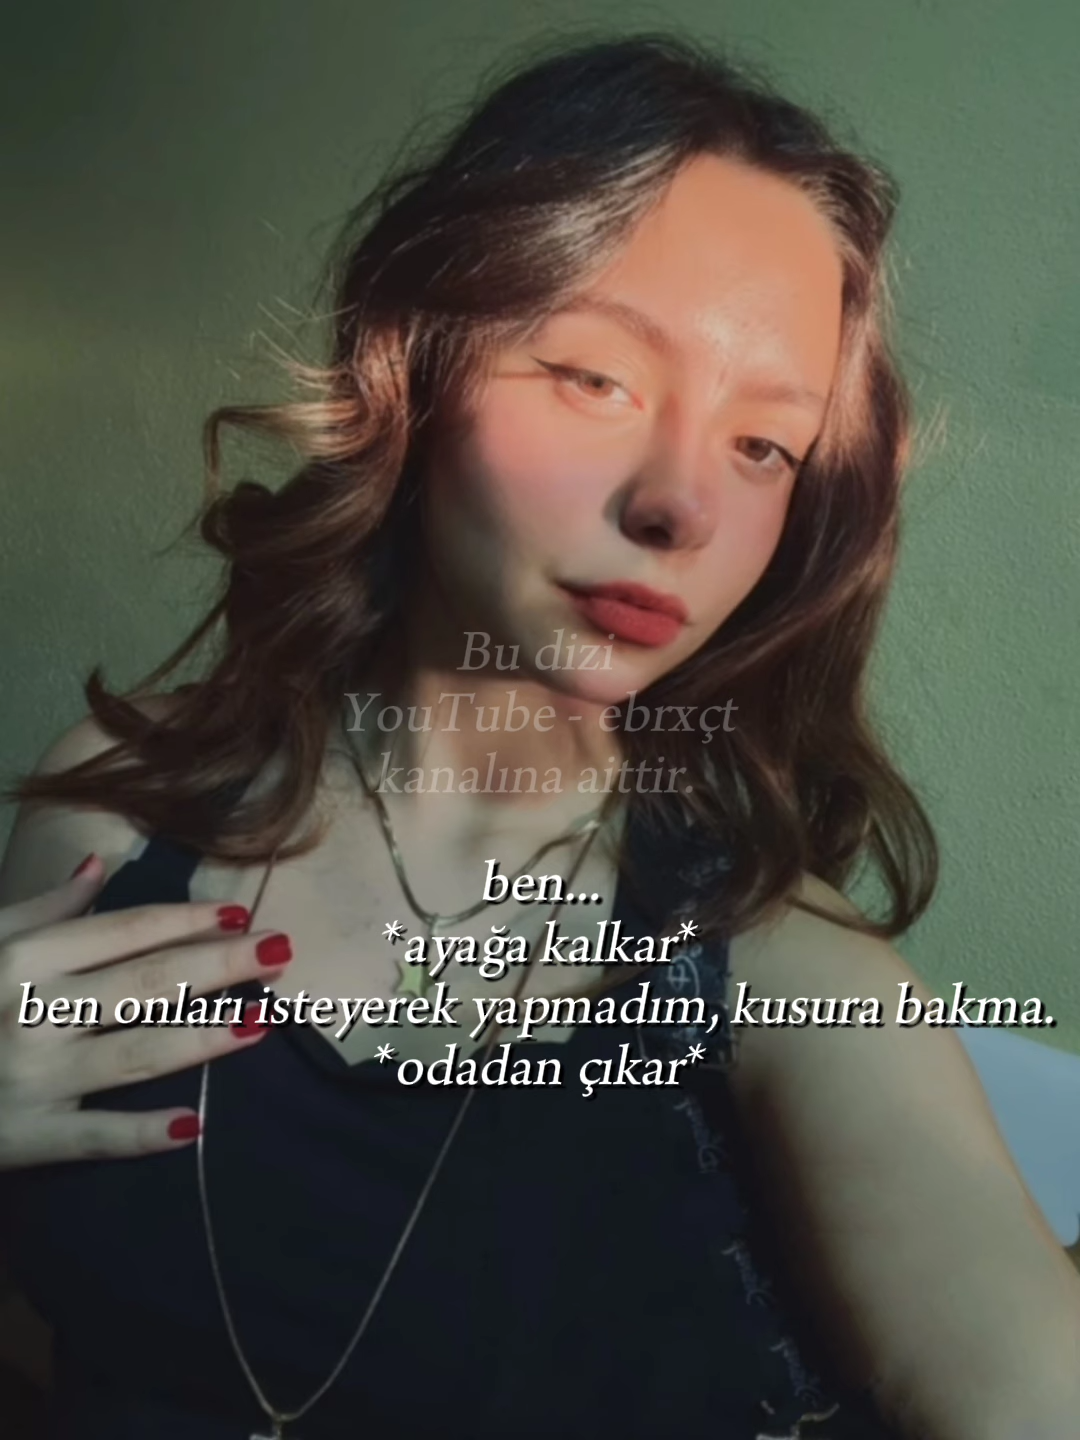 Bu dizi
YouTube - ebrxçt
kanalına aittir.
ben...
*ayağa kalkar*
ben onları isteyerek yapmadım, kusura bakma.
*odadan çıkar*